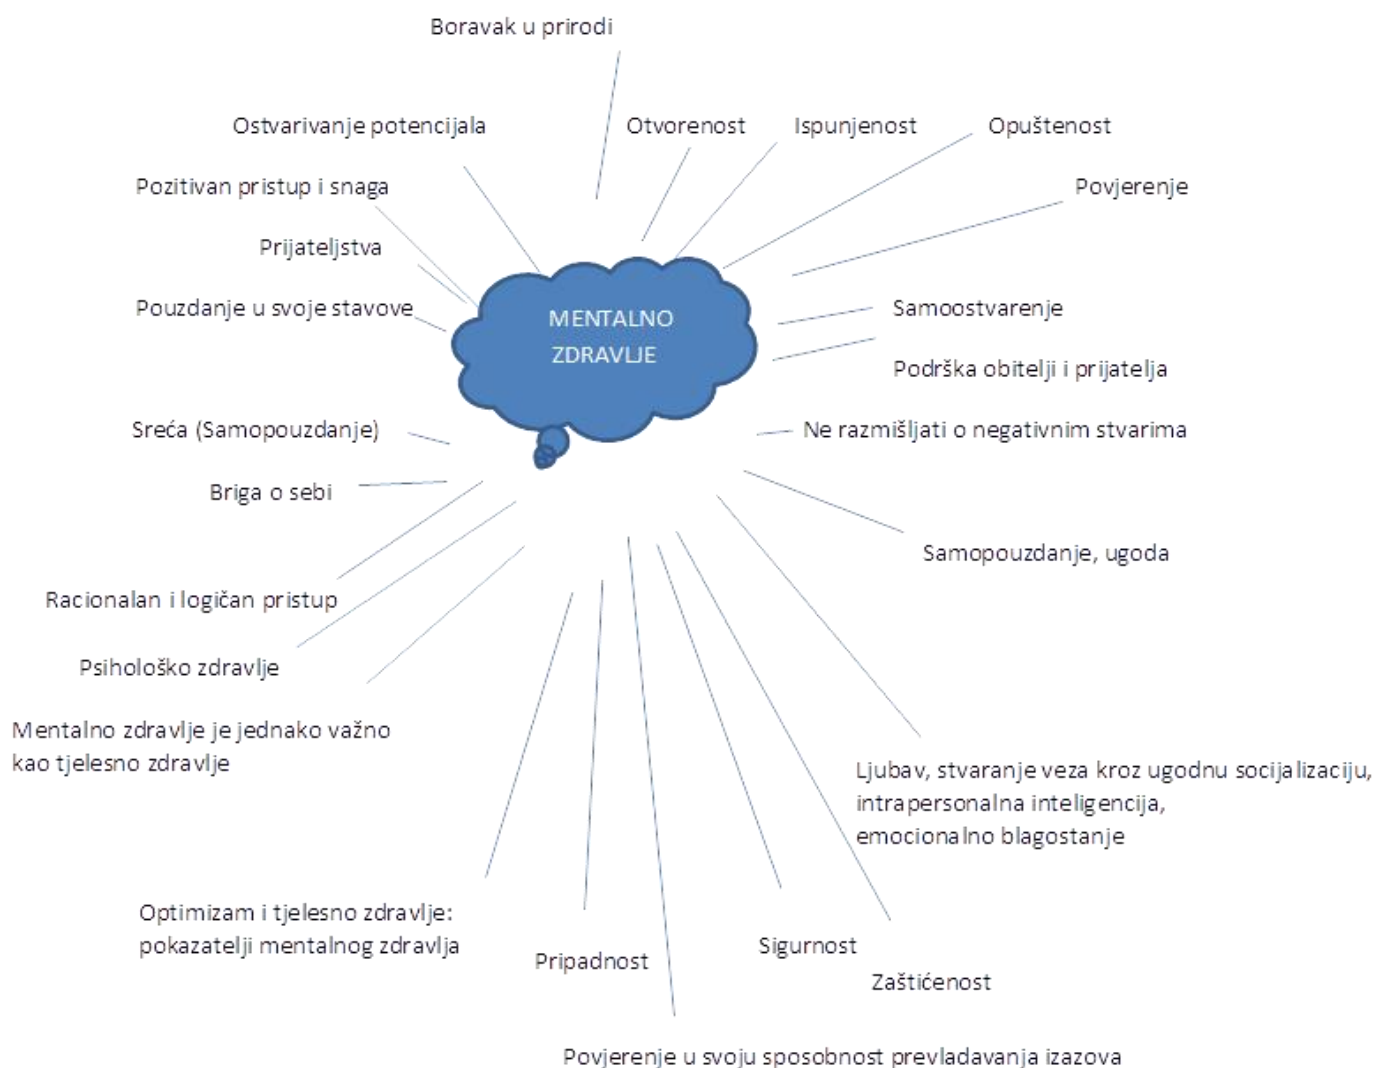 Boravak u prirodi
Ostvarivanje potencijala
Otvorenost
Ispunjenost
Opuštenost
Pozitivan pristup i snaga
Povjerenje
Prijateljstva
Pouzdanje u svoje stavove
MENTALNO
ZDRAVLJE
Samoostvarenje
Podrška obitelji i prijatelja
Sreća (Samopouzdanje)
Ne razmišljati o negativnim stvarima
Briga o sebi
Samopouzdanje, ugoda
Racionalan i logičan pristup
Psihološko zdravlje
Mentalno zdravlje je jednako važno
kao tjelesno zdravlje
Ljubav, stvaranje veza kroz ugodnu socijalizaciju,
intrapersonalna inteligencija,
emocionalno blagostanje
Optimizam i tjelesno zdravlje:
pokazatelji mentalnog zdravlja
Pripadnost
Sigurnost
Zaštićenost
Povjerenje u svoju sposobnost prevladavanja izazova